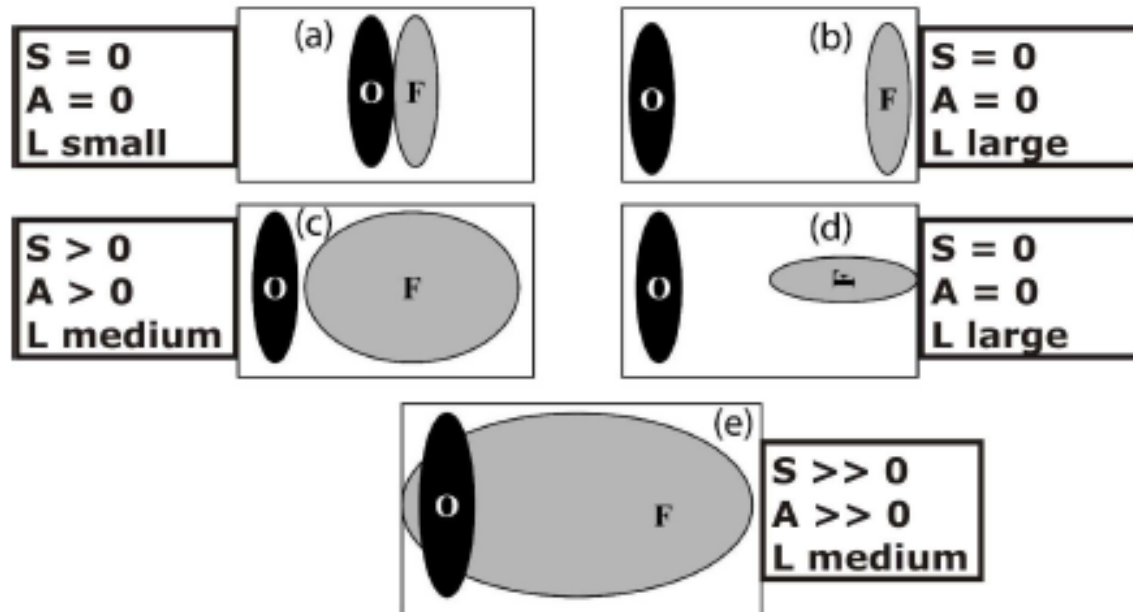 S = 0
A = 0
L small
(a)
O F
(b)
O F
S = 0
A = 0
L large
S > 0
A > 0
L medium
(c)
O F
(d)
O F
S = 0
A = 0
L large
(e)
O F
S >> 0
A >> 0
L medium